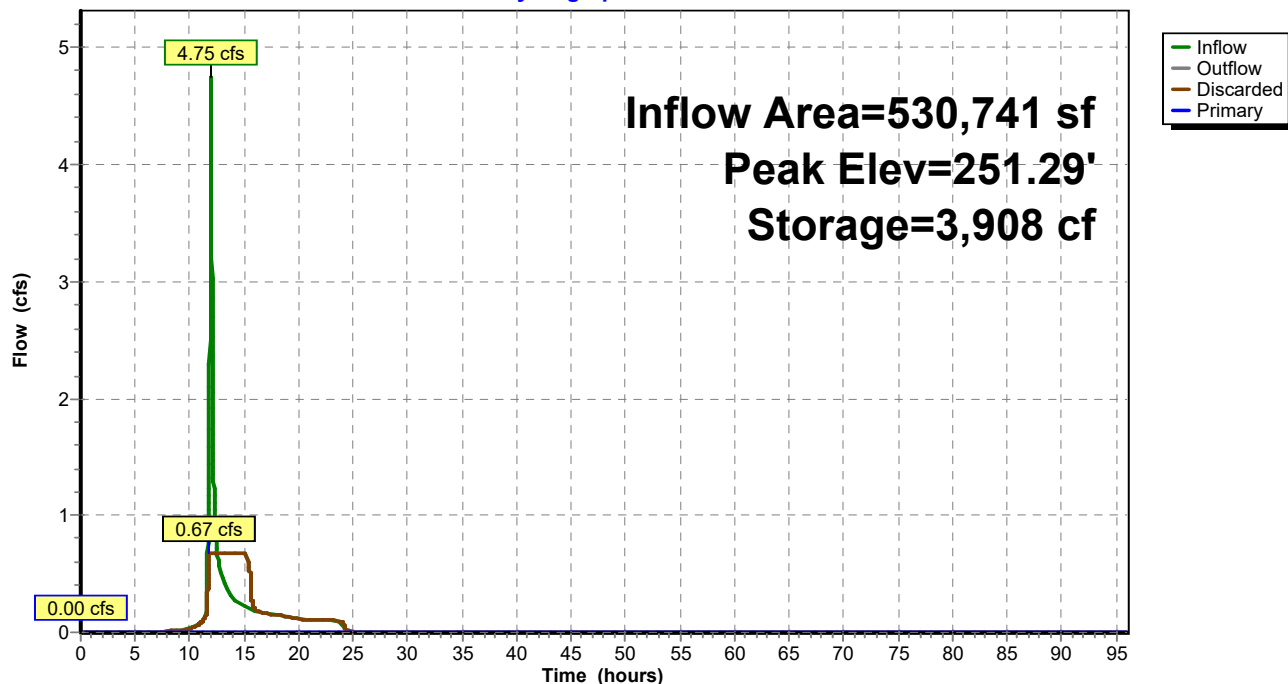 4.75 cfs
Inflow Area=530,741 sf
Peak Elev=251.29'
Storage=3,908 cf
Inflow
Outflow
Discarded
Primary
Flow (cfs)
5
4
3
2
1
0
0.67 cfs
0.00 cfs
0 5 10 15 20 25 30 35 40 45 50 55 60 65 70 75 80 85 90 95
Time (hours)